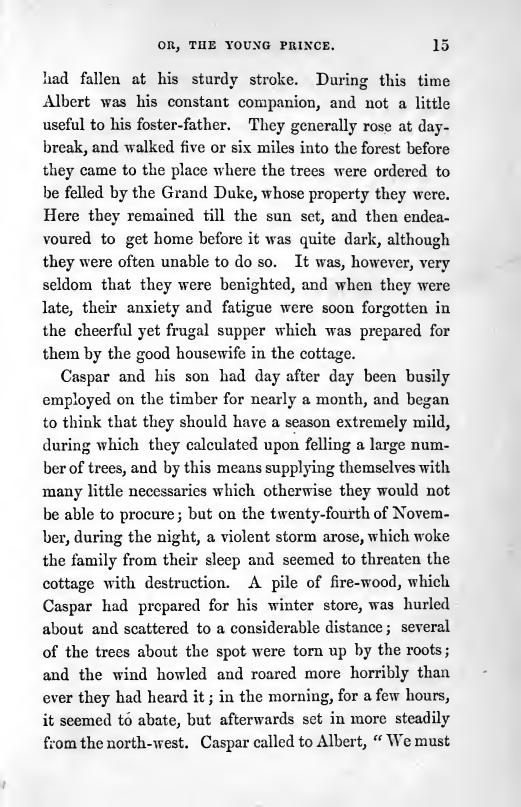 OR, THE YOUNG PRINCE. 15
had fallen at his sturdy stroke. During this time
Albert was his constant companion, and not a little
useful to his foster-father. They generally rose at day-
break, and walked five or six miles into the forest before
they came to the place where the trees were ordered to
be felled by the Grand Duke, whose property they were.
Here they remained till the sun set, and then endea-
voured to get home before it was quite dark, although
they were often unable to do so. It was, however, very
seldom that they were benighted, and when they were
late, their anxiety and fatigue were soon forgotten in
the cheerful yet frugal supper which was prepared for
them by the good housewife in the cottage.
Caspar and his son had day after day been busily
employed on the timber for nearly a month, and began
to think that they should have a season extremely mild,
during which they calculated upon felling a large num-
ber of trees, and by this means supplying themselves with
many little necessaries which otherwise they would not
be able to procure; but on the twenty-fourth of Novem-
ber, during the night, a violent storm arose, which woke
the family from their sleep and seemed to threaten the
cottage with destruction. A pile of fire-wood, which
Caspar had prepared for his winter store, was hurled
about and scattered to a considerable distance; several
of the trees about the spot were torn up by the roots;
and the wind howled and roared more horribly than
ever they had heard it; in the morning, for a few hours,
it seemed to abate, but afterwards set in more steadily
from the north-west. Caspar called to Albert, “ We must